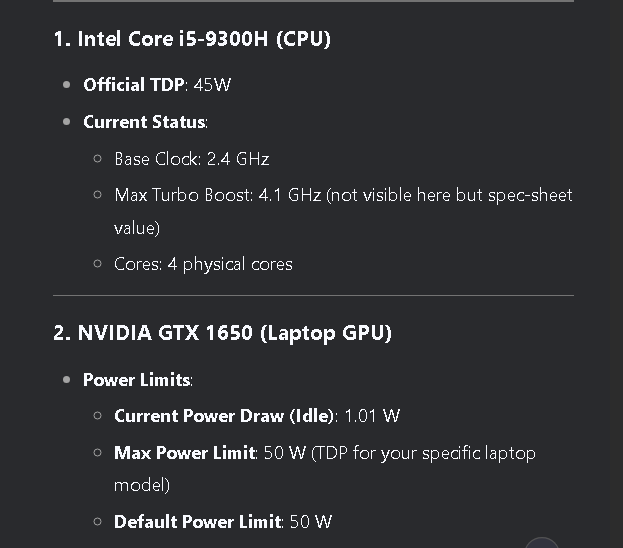 1. Intel Core i5-9300H (CPU)
Official TDP: 45W
Current Status:
Base Clock: 2.4 GHz
Max Turbo Boost: 4.1 GHz (not visible here but spec-sheet
value)
Cores: 4 physical cores
2. NVIDIA GTX 1650 (Laptop GPU)
Power Limits:
Current Power Draw (Idle): 1.01 W
Max Power Limit: 50 W (TDP for your specific laptop
model)
Default Power Limit: 50 W